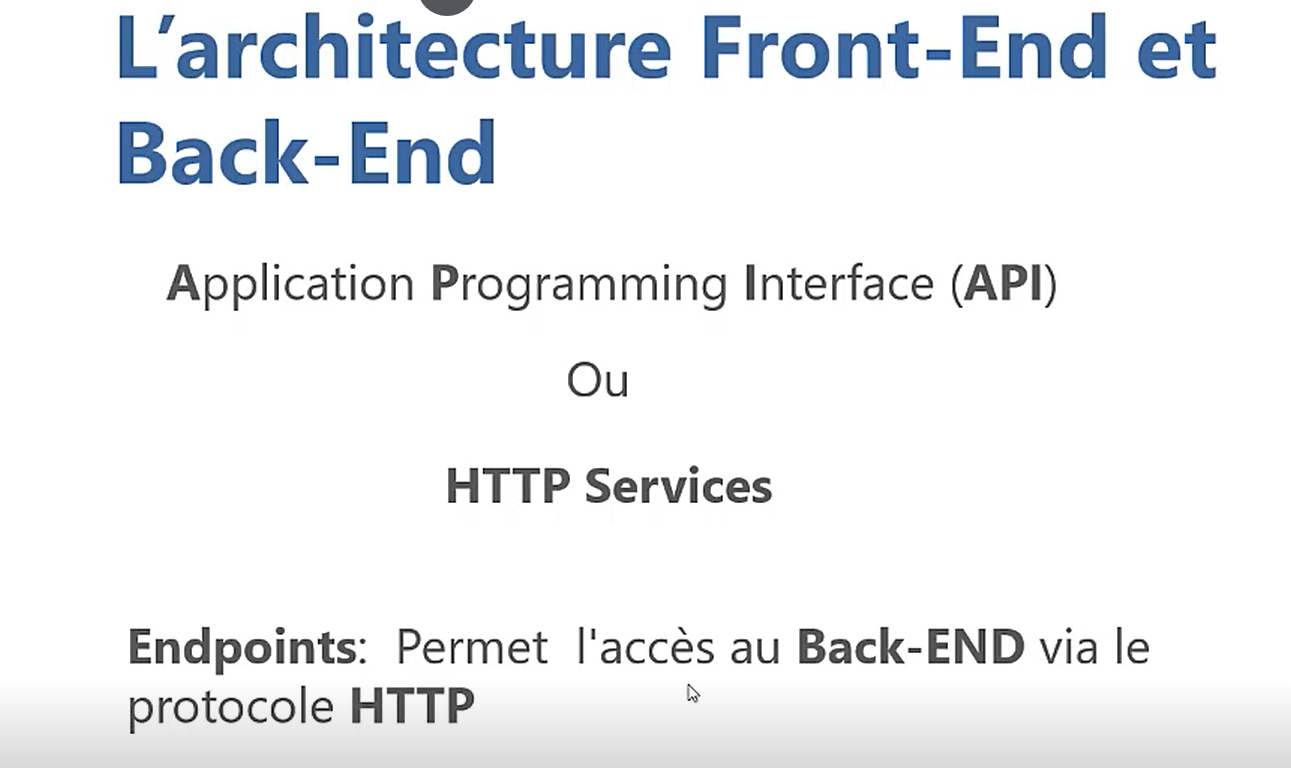 L’architecture Front-End et
Back-End
Application Programming Interface (API)
Ou
HTTP Services
Endpoints: Permet l'accès au Back-END via le
protocole HTTP